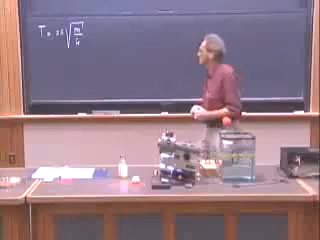 T = 2π √(m/k)